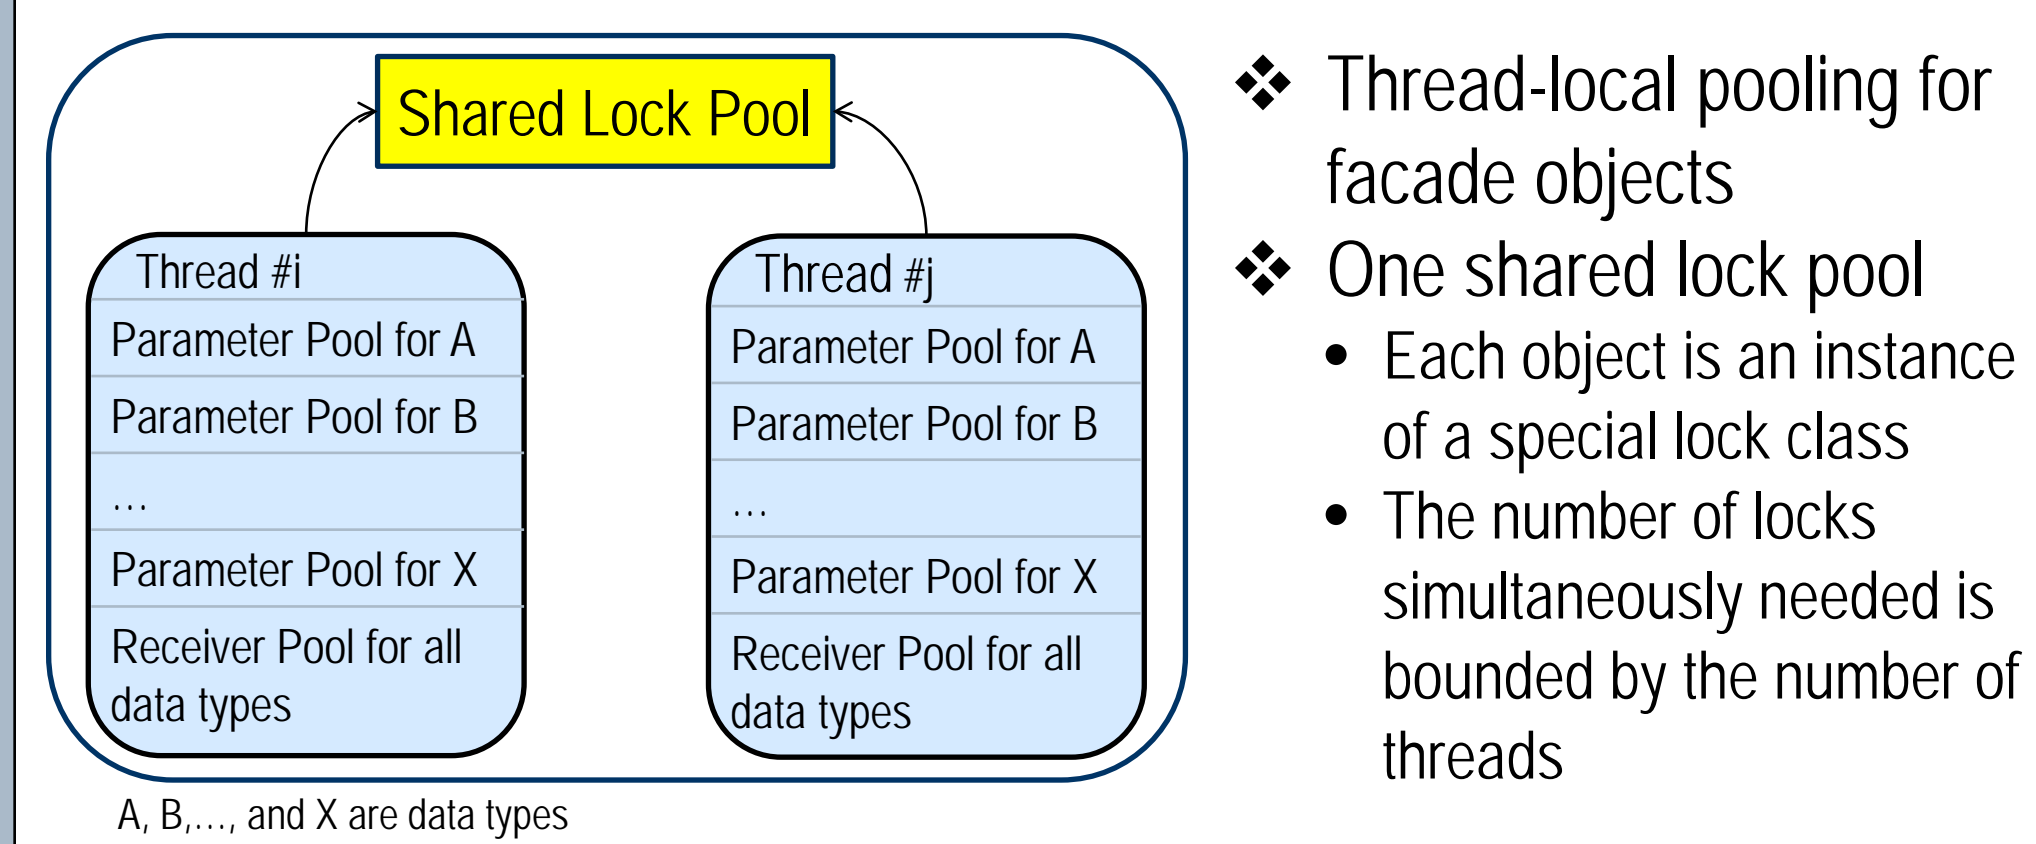 Shared Lock Pool
Thread #i
Parameter Pool for A
Parameter Pool for B
…
Parameter Pool for X
Receiver Pool for all
data types
Thread #j
Parameter Pool for A
Parameter Pool for B
…
Parameter Pool for X
Receiver Pool for all
data types
A, B,…, and X are data types
❖ Thread-local pooling for
facade objects
❖ One shared lock pool
• Each object is an instance
of a special lock class
• The number of locks
simultaneously needed is
bounded by the number of
threads